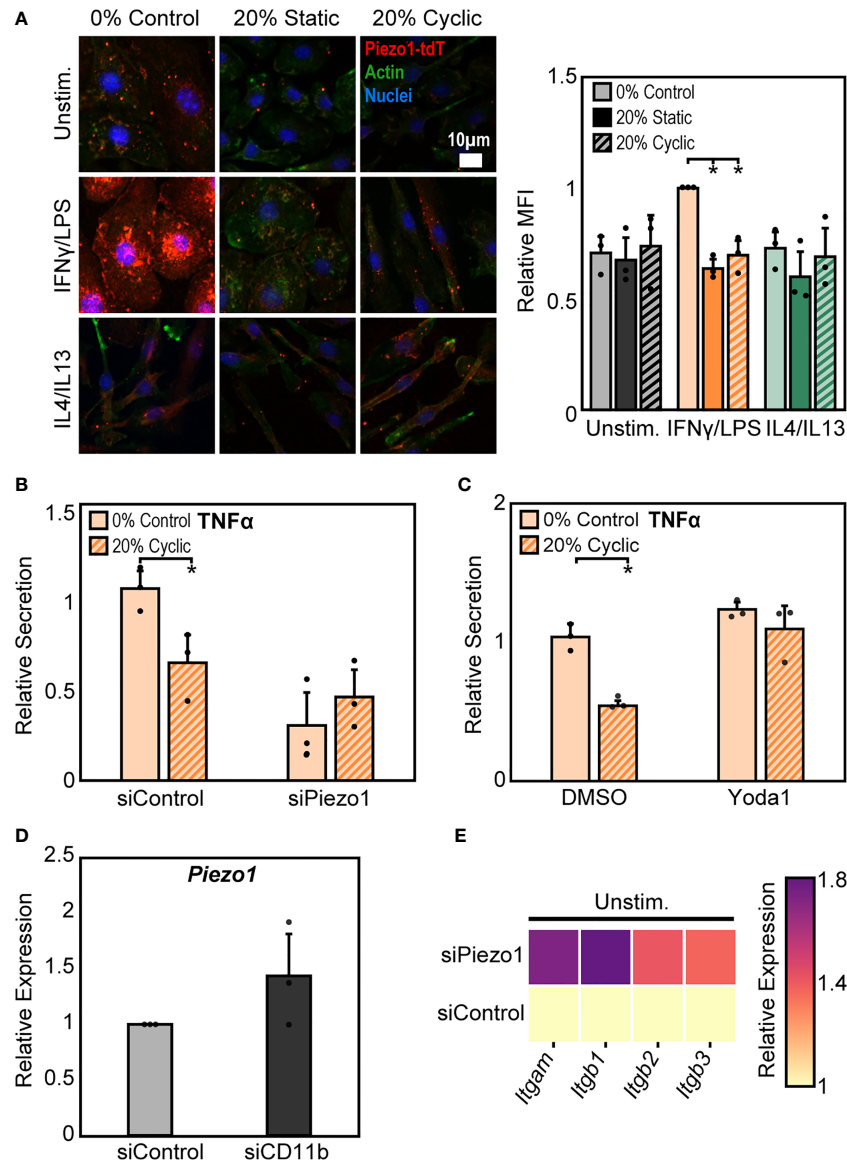 A
0% Control 20% Static 20% Cyclic
Unstim.
IFNγ/LPS
IL4/IL13
Piezo1-tdT
Actin
Nuclei
10μm
Relative MFI
1.5
1
0.5
0
0% Control
20% Static
20% Cyclic
* *
Unstim. IFNγ/LPS IL4/IL13
B
Relative Secretion
1.5
1
0.5
0
0% Control TNFα
20% Cyclic
*
siControl siPiezo1
C
Relative Secretion
2
1
0
0% Control TNFα
20% Cyclic
*
DMSO Yoda1
D
Relative Expression
2.5
2
1.5
1
0.5
0
Piezo1
siControl siCD11b
E
Unstim.
siPiezo1
siControl
Itgam Itgb1 Itgb2 Itgb3
Relative Expression
1.8
1.4
1